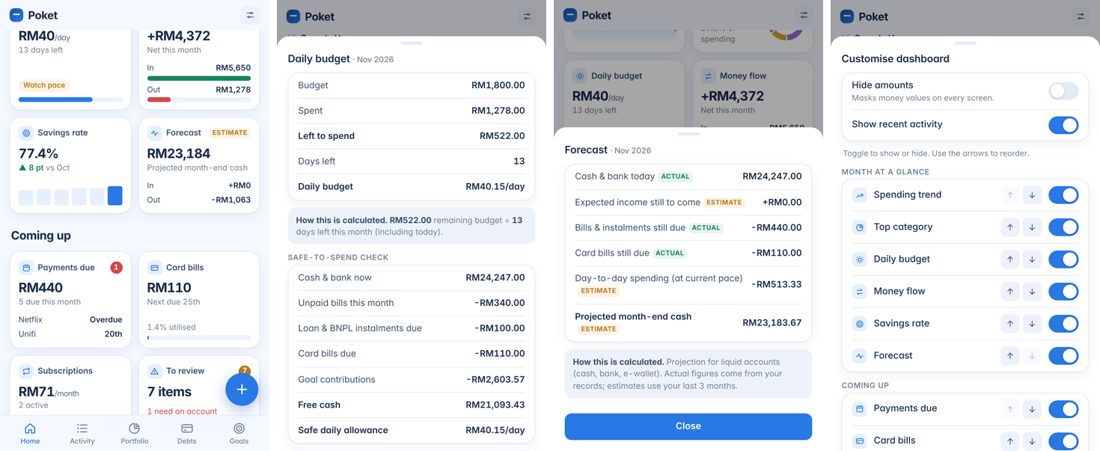 Poket
RM40/day
13 days left
Watch pace
+RM4,372
Net this month
In RM5,650
Out RM1,278
Savings rate
77.4%
▲ 8 pt vs Oct
Forecast ESTIMATE
RM23,184
Projected month-end cash
In +RM0
Out -RM1,063
Coming up
Payments due 1
RM440
5 due this month
Netflix Overdue
Unifi 20th
Card bills
RM110
Next due 25th
1.4% utilised
Subscriptions
RM71/month
2 active
To review 7
7 items
1 need an account
+
Home Activity Portfolio Debts Goals
Poket
Daily budget · Nov 2026
Budget RM1,800.00
Spent RM1,278.00
Left to spend RM522.00
Days left 13
Daily budget RM40.15/day
How this is calculated. RM522.00 remaining budget ÷ 13
days left this month (including today).
SAFE-TO-SPEND CHECK
Cash & bank now RM24,247.00
Unpaid bills this month -RM340.00
Loan & BNPL instalments due -RM100.00
Card bills due -RM110.00
Goal contributions -RM2,603.57
Free cash RM21,093.43
Safe daily allowance RM40.15/day
Poket
spending
Daily budget
RM40/day
13 days left
Money flow
+RM4,372
Net this month
Forecast · Nov 2026
Cash & bank today ACTUAL RM24,247.00
Expected income still to come ESTIMATE +RM0.00
Bills & instalments still due ACTUAL -RM440.00
Card bills still due ACTUAL -RM110.00
Day-to-day spending (at current pace)
ESTIMATE -RM513.33
Projected month-end cash
ESTIMATE RM23,183.67
How this is calculated. Projection for liquid accounts
(cash, bank, e-wallet). Actual figures come from your
records; estimates use your last 3 months.
Close
Poket
Customise dashboard
Hide amounts
Masks money values on every screen.
Show recent activity
Toggle to show or hide. Use the arrows to reorder.
MONTH AT A GLANCE
Spending trend ↑ ↓
Top category ↑ ↓
Daily budget ↑ ↓
Money flow ↑ ↓
Savings rate ↑ ↓
Forecast ↑ ↓
COMING UP
Payments due ↑ ↓
Card bills ↑ ↓